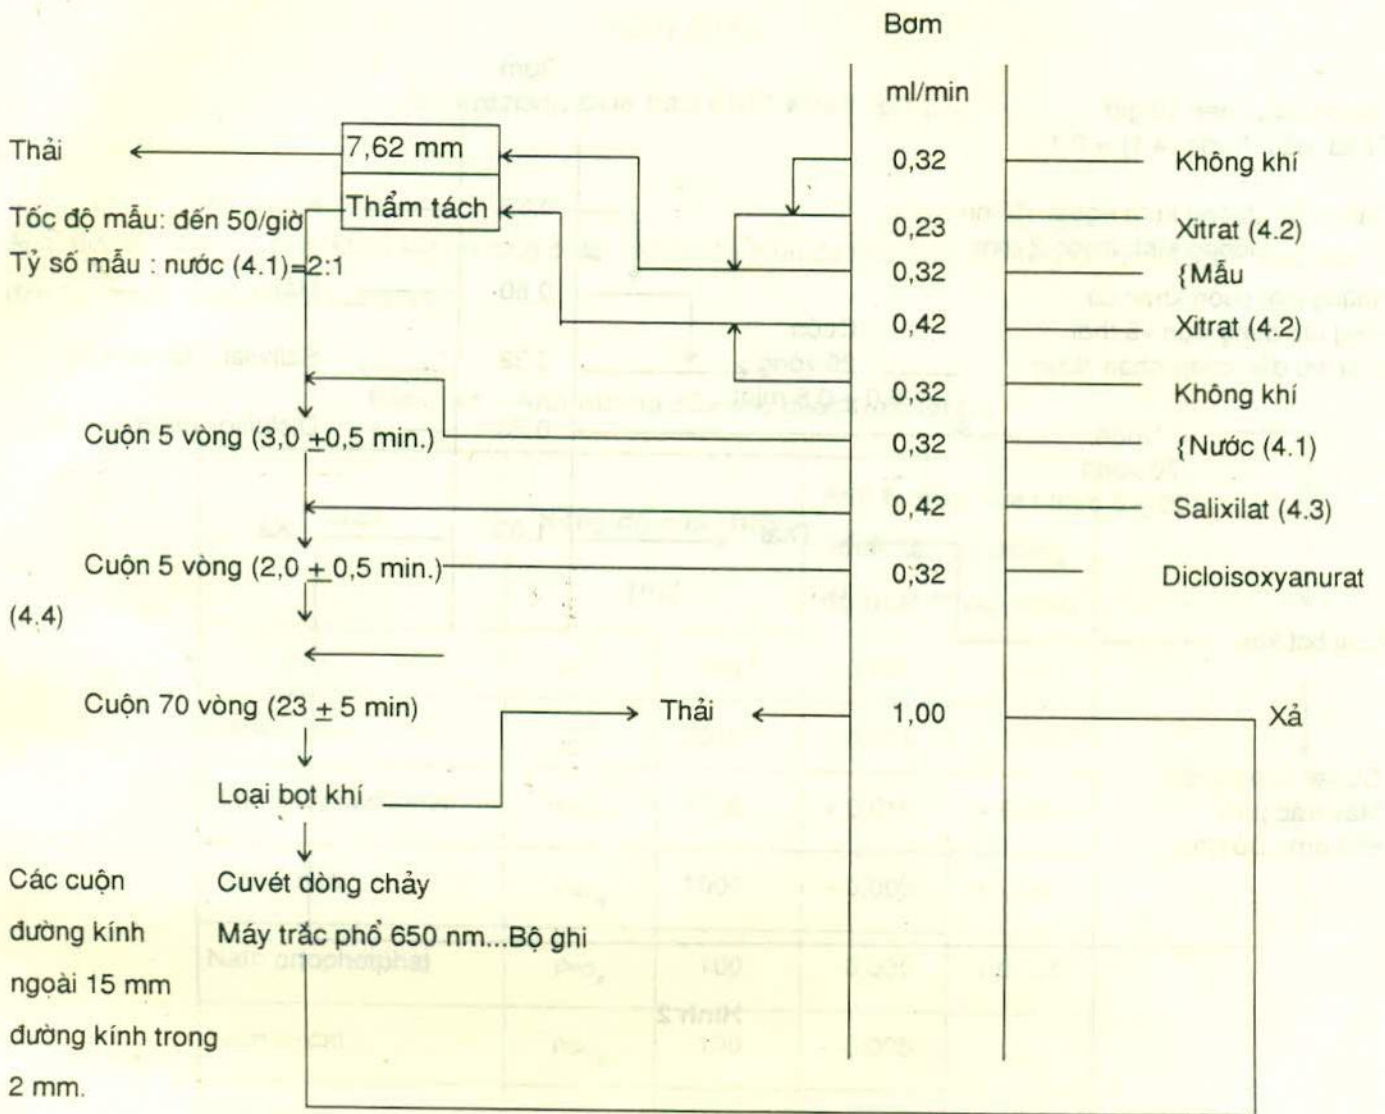 Bơm
ml/min
Thải
7,62 mm
0,32
Không khí
Thẩm tách
Tốc độ mẫu: đến 50/giờ
0,23
Xitrat (4.2)
Tỷ số mẫu : nước (4.1)=2:1
0,32
{Mẫu
0,42
Xitrat (4.2)
0,32
Không khí
Cuộn 5 vòng (3,0 ±0,5 min.)
0,32
{Nước (4.1)
0,42
Salixilat (4.3)
Cuộn 5 vòng (2,0 ± 0,5 min.)
0,32
Dicloisoxyanurat
(4.4)
Cuộn 70 vòng (23 ± 5 min)
Thải
1,00
Xả
Loại bọt khí
Các cuộn
Cuvét dòng chảy
đường kính
Máy trắc phổ 650 nm...Bộ ghi
ngoài 15 mm
đường kính trong
2 mm.